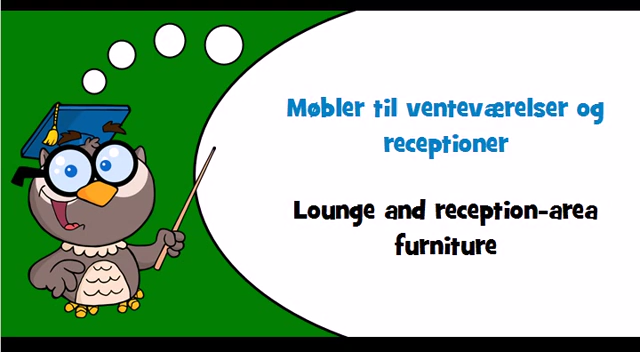 Møbler til venteværelser og
receptioner
Lounge and reception-area
furniture